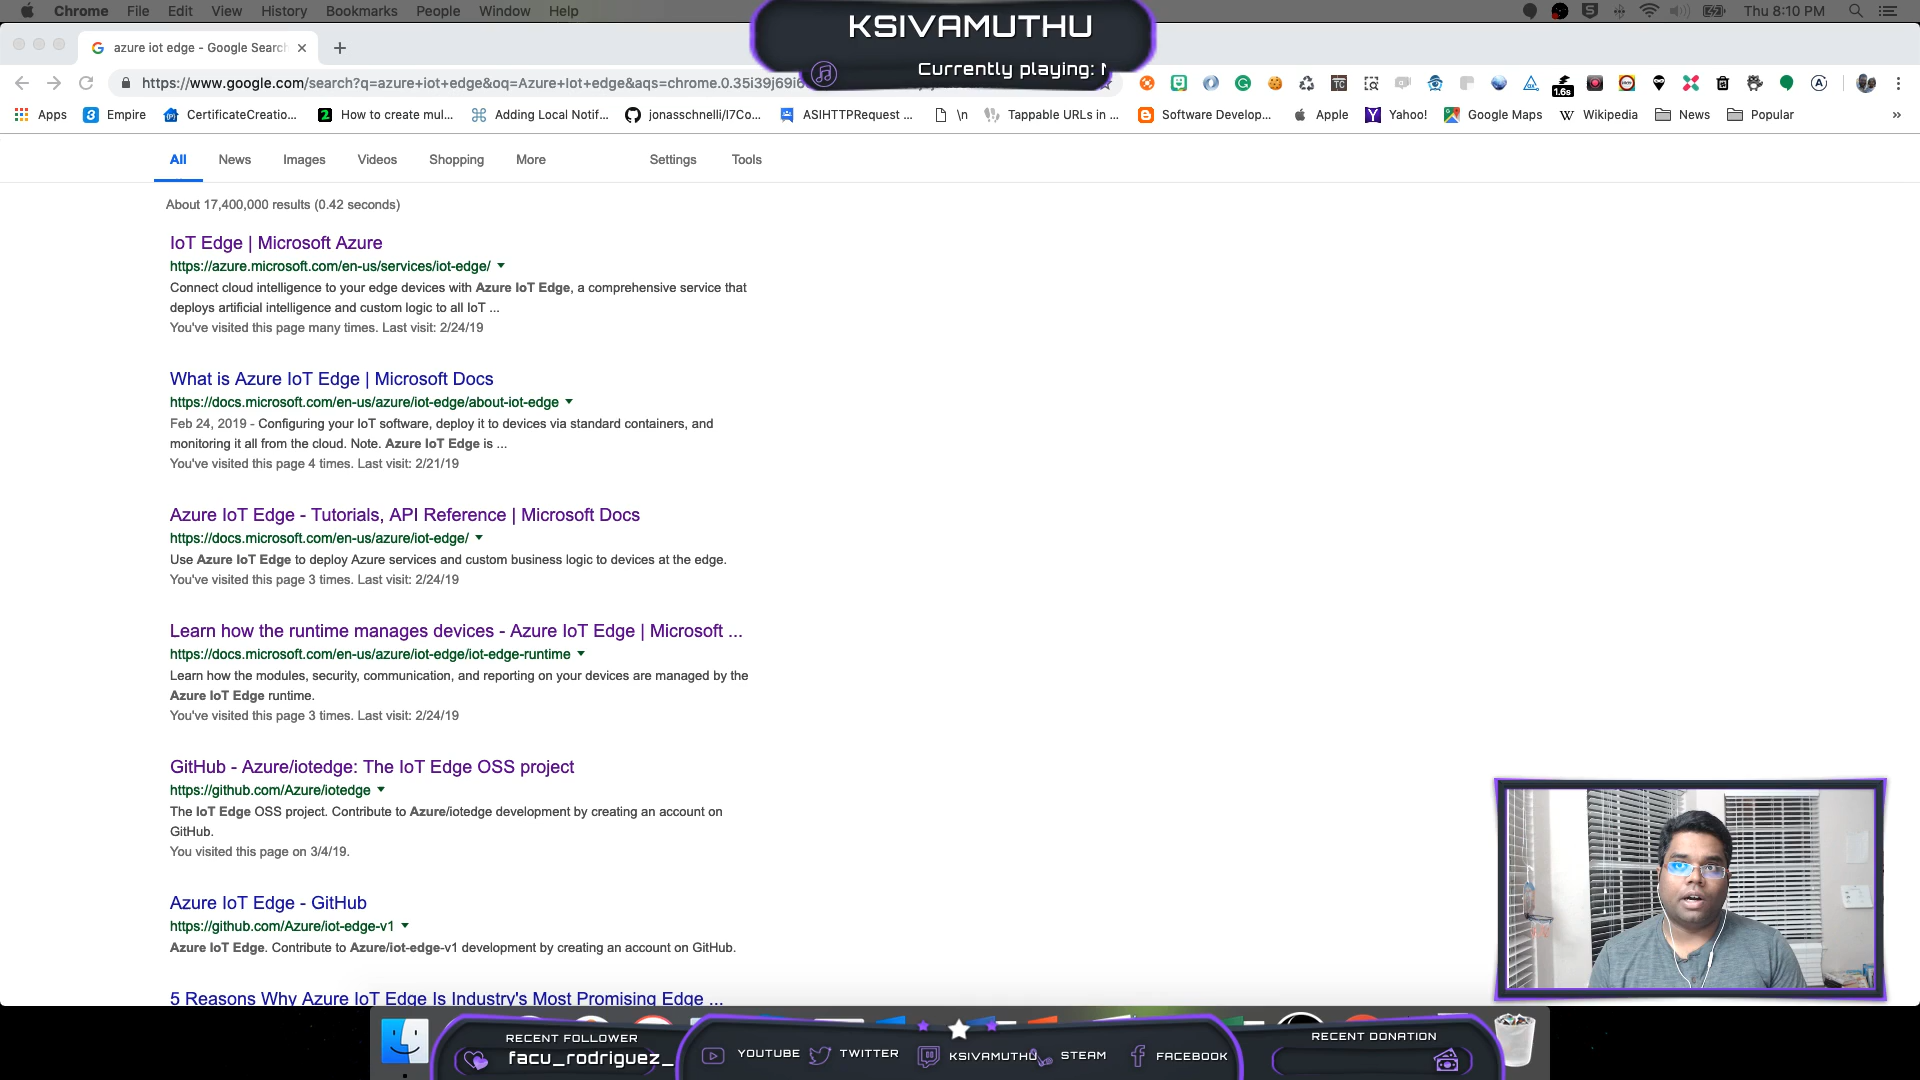 Chrome File Edit View History Bookmarks People Window Help
Thu 8:10 PM
KSIVAMUTHU
Currently playing:
azure iot edge - Google Search
https://www.google.com/search?q=azure+iot+edge&oq=Azure+Iot+edge&aqs=chrome.0.35i39j69i6
1.6s
Apps Empire CertificateCreatio... How to create mul... Adding Local Notif... jonasschnelli/I7Co... ASIHTTPRequest ... \n Tappable URLs in ... Software Develop... Apple Yahoo! Google Maps Wikipedia News Popular »
All News Images Videos Shopping More Settings Tools
About 17,400,000 results (0.42 seconds)
IoT Edge | Microsoft Azure
https://azure.microsoft.com/en-us/services/iot-edge/
Connect cloud intelligence to your edge devices with Azure IoT Edge, a comprehensive service that
deploys artificial intelligence and custom logic to all IoT ...
You've visited this page many times. Last visit: 2/24/19
What is Azure IoT Edge | Microsoft Docs
https://docs.microsoft.com/en-us/azure/iot-edge/about-iot-edge
Feb 24, 2019 - Configuring your IoT software, deploy it to devices via standard containers, and
monitoring it all from the cloud. Note. Azure IoT Edge is ...
You've visited this page 4 times. Last visit: 2/21/19
Azure IoT Edge - Tutorials, API Reference | Microsoft Docs
https://docs.microsoft.com/en-us/azure/iot-edge/
Use Azure IoT Edge to deploy Azure services and custom business logic to devices at the edge.
You've visited this page 3 times. Last visit: 2/24/19
Learn how the runtime manages devices - Azure IoT Edge | Microsoft ...
https://docs.microsoft.com/en-us/azure/iot-edge/iot-edge-runtime
Learn how the modules, security, communication, and reporting on your devices are managed by the
Azure IoT Edge runtime.
You've visited this page 3 times. Last visit: 2/24/19
GitHub - Azure/iotedge: The IoT Edge OSS project
https://github.com/Azure/iotedge
The IoT Edge OSS project. Contribute to Azure/iotedge development by creating an account on
GitHub.
You visited this page on 3/4/19.
Azure IoT Edge - GitHub
https://github.com/Azure/iot-edge-v1
Azure IoT Edge. Contribute to Azure/iot-edge-v1 development by creating an account on GitHub.
5 Reasons Why Azure IoT Edge Is Industry's Most Promising Edge ...
RECENT FOLLOWER
facu_rodriguez_
YOUTUBE TWITTER KSIVAMUTHU STEAM FACEBOOK
RECENT DONATION